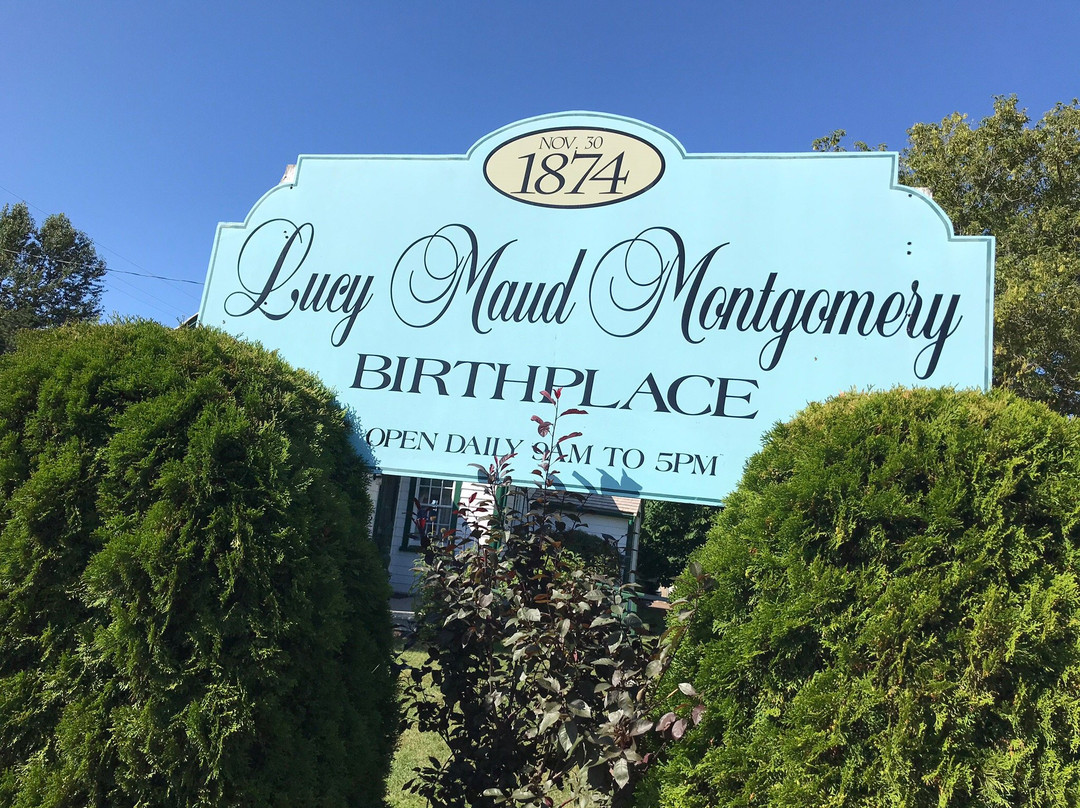 NOV. 30
1874
Lucy Maud Montgomery
BIRTHPLACE
OPEN DAILY 9AM TO 5PM